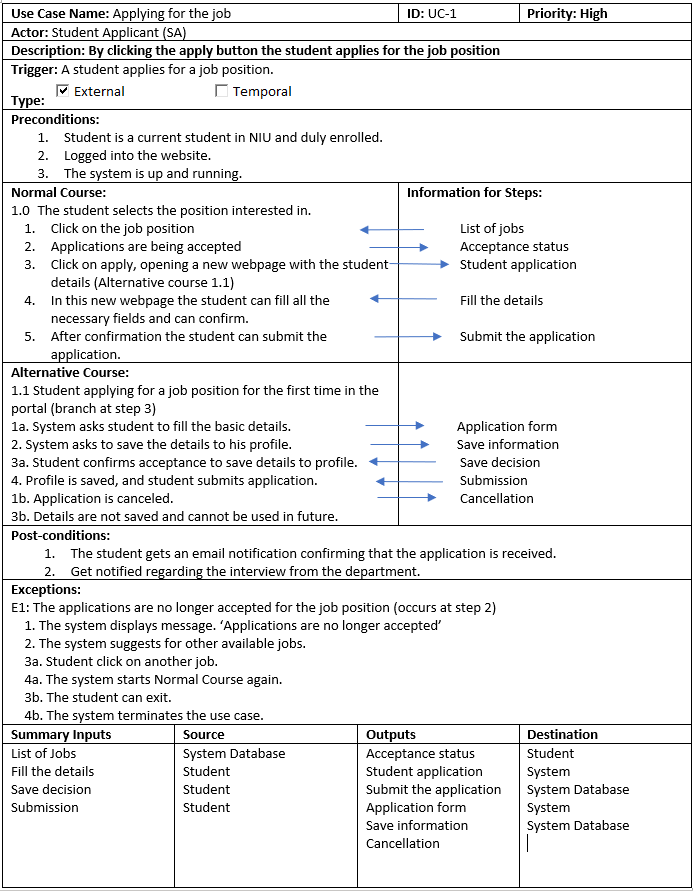 Use Case Name: Applying for the job ID: UC-1 Priority: High
Actor: Student Applicant (SA)
Description: By clicking the apply button the student applies for the job position
Trigger: A student applies for a job position.
Type: External Temporal
Preconditions:
1. Student is a current student in NIU and duly enrolled.
2. Logged into the website.
3. The system is up and running.
Normal Course: Information for Steps:
1.0 The student selects the position interested in.
1. Click on the job position List of jobs
2. Applications are being accepted Acceptance status
3. Click on apply, opening a new webpage with the student Student application
details (Alternative course 1.1)
4. In this new webpage the student can fill all the Fill the details
necessary fields and can confirm.
5. After confirmation the student can submit the Submit the application
application.
Alternative Course:
1.1 Student applying for a job position for the first time in the
portal (branch at step 3)
1a. System asks student to fill the basic details. Application form
2. System asks to save the details to his profile. Save information
3a. Student confirms acceptance to save details to profile. Save decision
4. Profile is saved, and student submits application. Submission
1b. Application is canceled. Cancellation
3b. Details are not saved and cannot be used in future.
Post-conditions:
1. The student gets an email notification confirming that the application is received.
2. Get notified regarding the interview from the department.
Exceptions:
E1: The applications are no longer accepted for the job position (occurs at step 2)
1. The system displays message. ‘Applications are no longer accepted’
2. The system suggests for other available jobs.
3a. Student click on another job.
4a. The system starts Normal Course again.
3b. The student can exit.
4b. The system terminates the use case.
Summary Inputs Source Outputs Destination
List of Jobs System Database Acceptance status Student
Fill the details Student Student application System
Save decision Student Submit the application System Database
Submission Student Application form System
Save information System Database
Cancellation